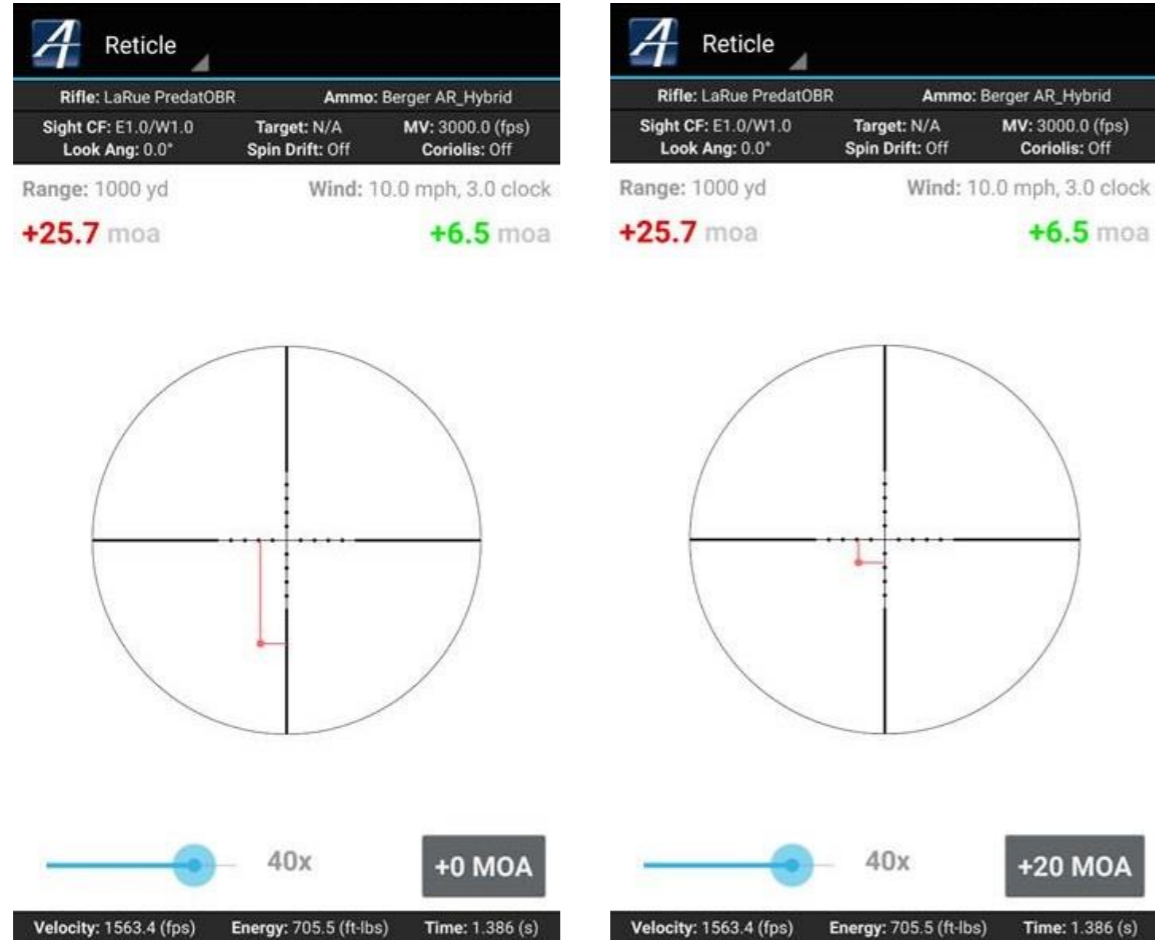 Reticle
Rifle: LaRue PredatOBR Ammo: Berger AR_Hybrid
Sight CF: E1.0/W1.0 Target: N/A MV: 3000.0 (fps)
Look Ang: 0.0° Spin Drift: Off Coriolis: Off
Range: 1000 yd Wind: 10.0 mph, 3.0 clock
+25.7 moa +6.5 moa
40x +0 MOA
Velocity: 1563.4 (fps) Energy: 705.5 (ft-lbs) Time: 1.386 (s)
Reticle
Rifle: LaRue PredatOBR Ammo: Berger AR_Hybrid
Sight CF: E1.0/W1.0 Target: N/A MV: 3000.0 (fps)
Look Ang: 0.0° Spin Drift: Off Coriolis: Off
Range: 1000 yd Wind: 10.0 mph, 3.0 clock
+25.7 moa +6.5 moa
40x +20 MOA
Velocity: 1563.4 (fps) Energy: 705.5 (ft-lbs) Time: 1.386 (s)